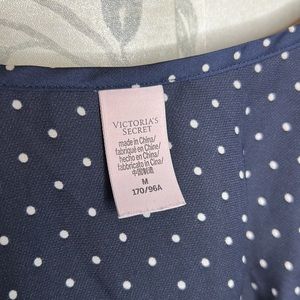 VICTORIA'S
SECRET
made in China/
fabriqué en Chine/
hecho en China/
fabbricato in Cina/
中国制造
M
170/96A